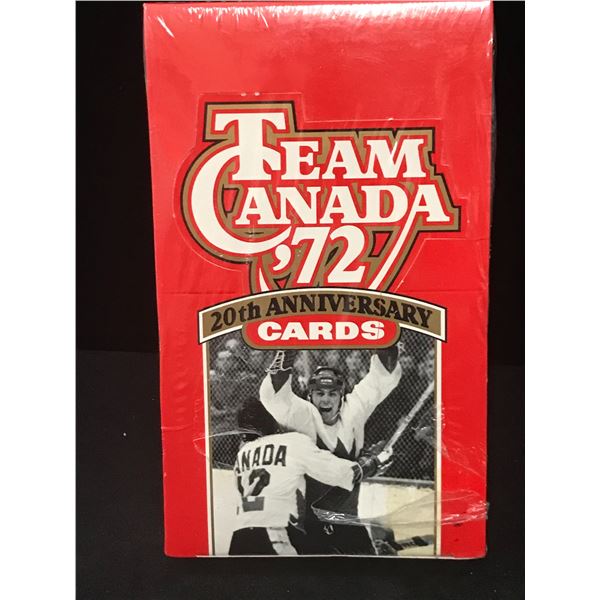 TEAM
CANADA
'72
20th ANNIVERSARY
CARDS
ANADA
12